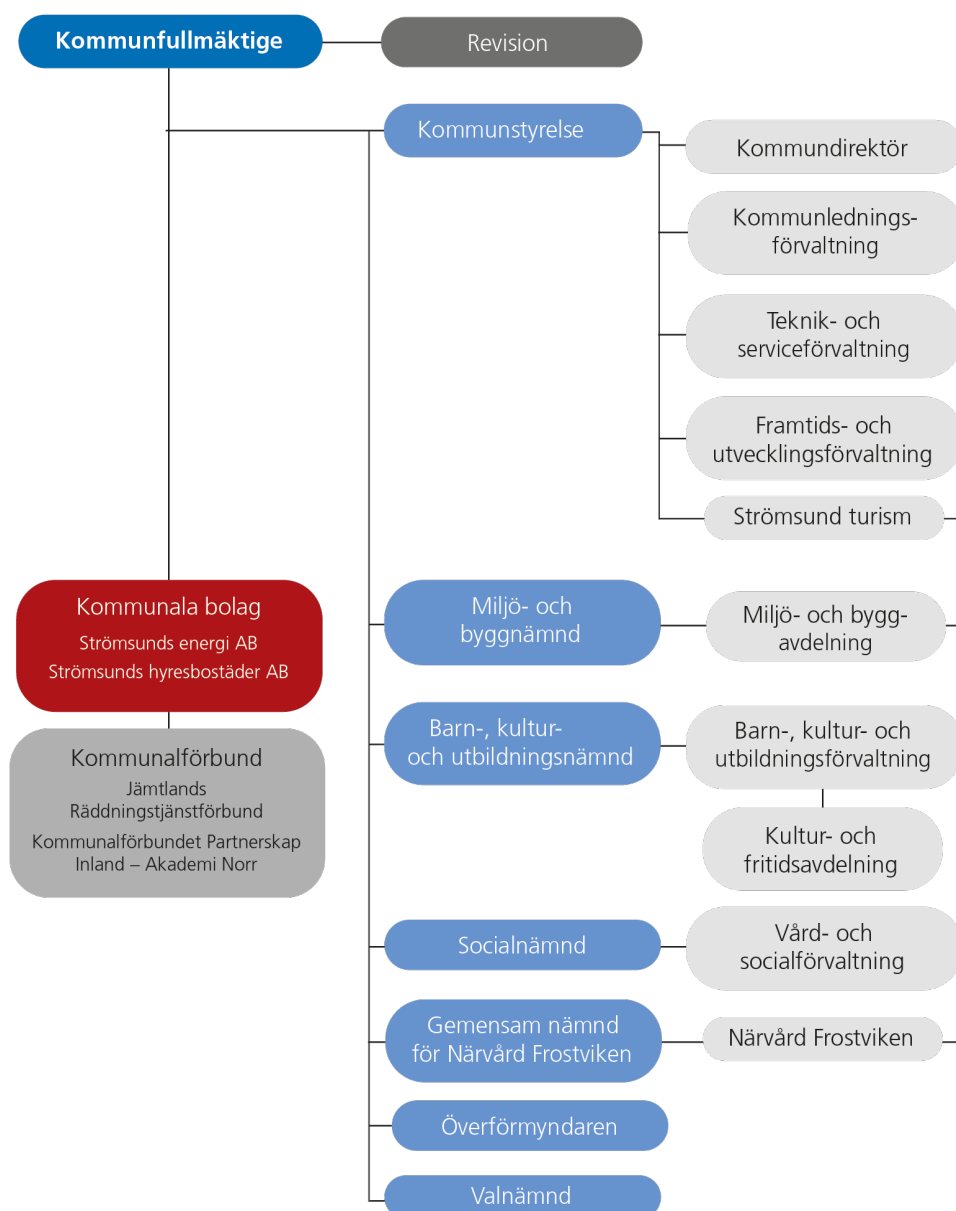 Kommunfullmäktige
Revision
Kommunstyrelse
Kommundirektör
Kommunlednings-
förvaltning
Teknik- och
serviceförvaltning
Framtids- och
utvecklingsförvaltning
Strömsund turism
Kommunala bolag
Strömsunds energi AB
Strömsunds hyresbostäder AB
Kommunalförbund
Jämtlands
Räddningstjänstförbund
Kommunalförbundet Partnerskap
Inland – Akademi Norr
Miljö- och
byggnämnd
Miljö- och bygg-
avdelning
Barn-, kultur-
och utbildningsnämnd
Barn-, kultur- och
utbildningsförvaltning
Kultur- och
fritidsavdelning
Socialnämnd
Vård- och
socialförvaltning
Gemensam nämnd
för Närvård Frostviken
Närvård Frostviken
Överförmyndaren
Valnämnd